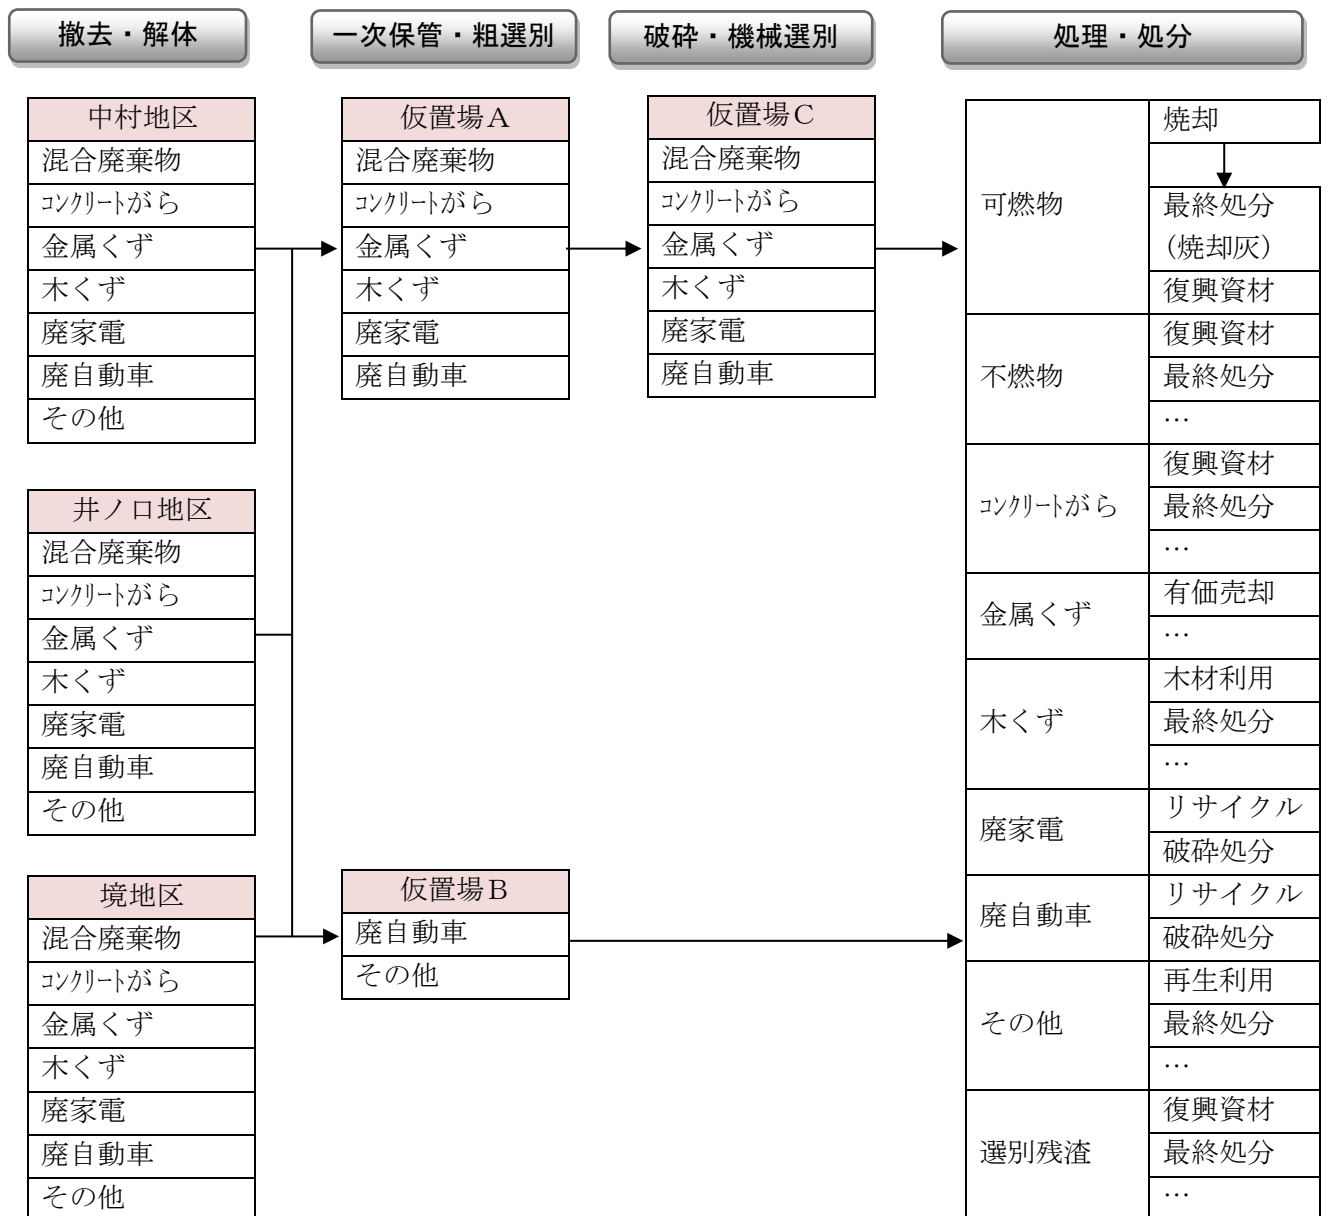 撤去・解体
一次保管・粗選別
破砕・機械選別
処理・処分
中村地区
混合廃棄物
コンクリートがら
金属くず
木くず
廃家電
廃自動車
その他
井ノ口地区
混合廃棄物
コンクリートがら
金属くず
木くず
廃家電
廃自動車
その他
境地区
混合廃棄物
コンクリートがら
金属くず
木くず
廃家電
廃自動車
その他
仮置場A
混合廃棄物
コンクリートがら
金属くず
木くず
廃家電
廃自動車
仮置場B
廃自動車
その他
仮置場C
混合廃棄物
コンクリートがら
金属くず
木くず
廃家電
廃自動車
可燃物
焼却
最終処分
(焼却灰)
復興資材
不燃物
復興資材
最終処分
…
コンクリートがら
復興資材
最終処分
…
金属くず
有価売却
…
木くず
木材利用
最終処分
…
廃家電
リサイクル
破砕処分
廃自動車
リサイクル
破砕処分
その他
再生利用
最終処分
…
選別残渣
復興資材
最終処分
…